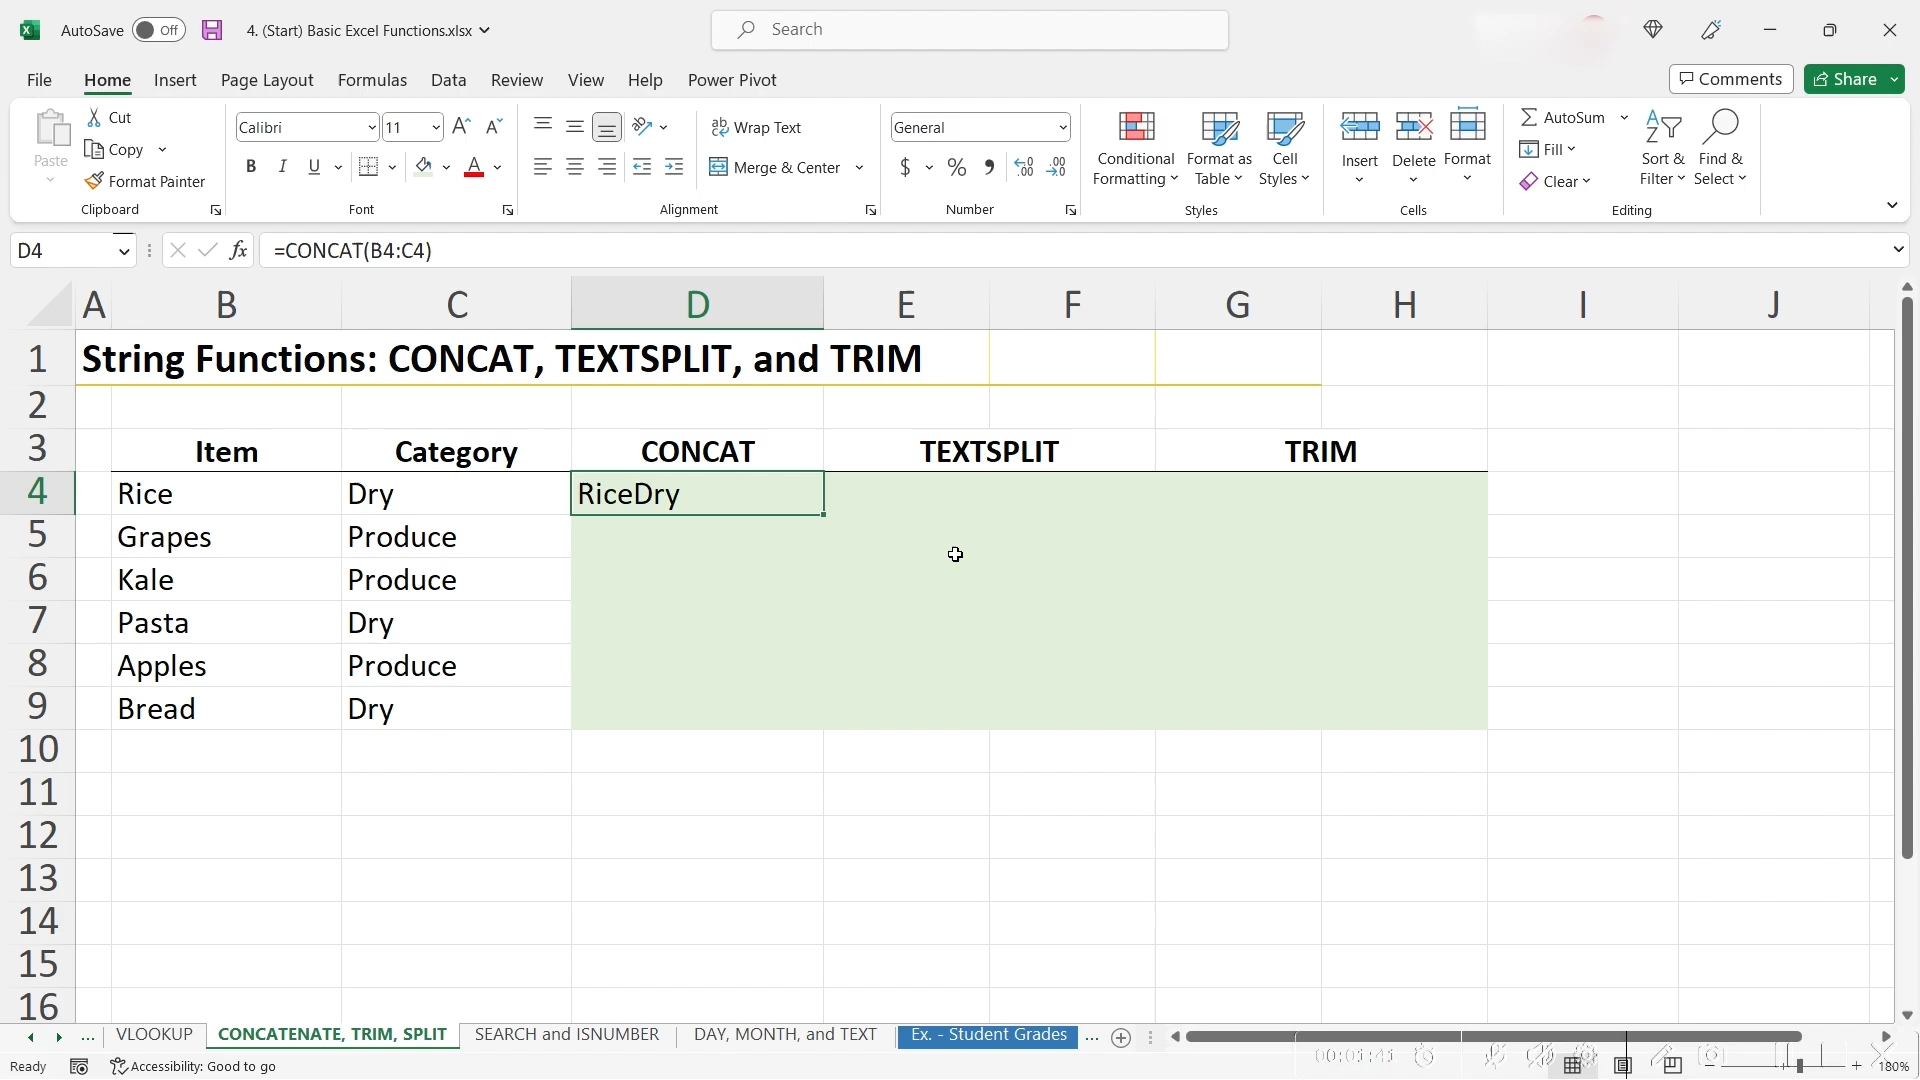 AutoSave Off 4. (Start) Basic Excel Functions.xlsx Search
File Home Insert Page Layout Formulas Data Review View Help Power Pivot Comments Share
Paste Cut Copy Format Painter Clipboard
Calibri 11 B I U A Font
ab Wrap Text Merge & Center Alignment
General $ % Number
Conditional Formatting Format as Table Cell Styles Styles
Insert Delete Format Cells
AutoSum Fill Clear Sort & Filter Find & Select Editing
D4 fx =CONCAT(B4:C4)
A B C D E F G H I J
1 String Functions: CONCAT, TEXTSPLIT, and TRIM
2
3 Item Category CONCAT TEXTSPLIT TRIM
4 Rice Dry RiceDry
5 Grapes Produce
6 Kale Produce
7 Pasta Dry
8 Apples Produce
9 Bread Dry
10
11
12
13
14
15
16
... VLOOKUP CONCATENATE, TRIM, SPLIT SEARCH and ISNUMBER DAY, MONTH, and TEXT Ex. - Student Grades ...
Ready Accessibility: Good to go 180%